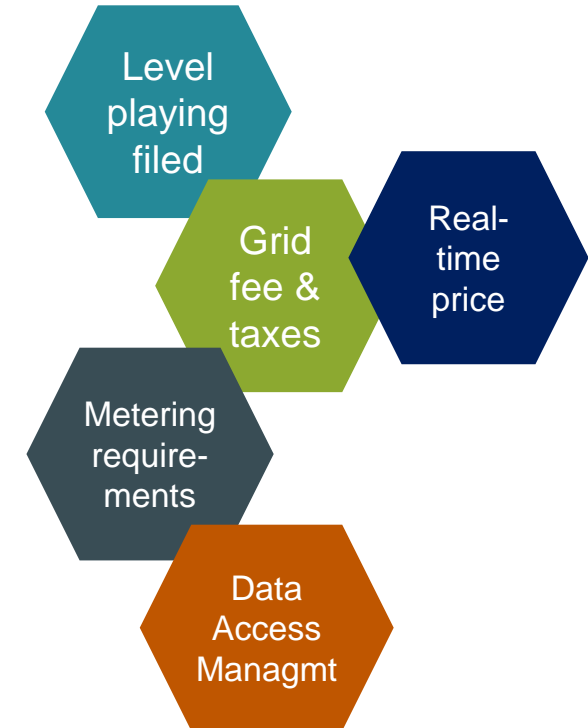 Level
playing
filed
Grid
fee &
taxes
Real-
time
price
Metering
require-
ments
Data
Access
Managmt